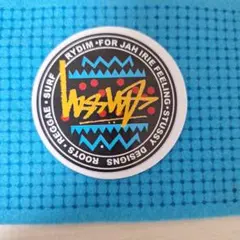 SURF • RYDIM • FOR JAH IRIE FEELING • STUSSY DESIGNS ROOTS • REGGAE •